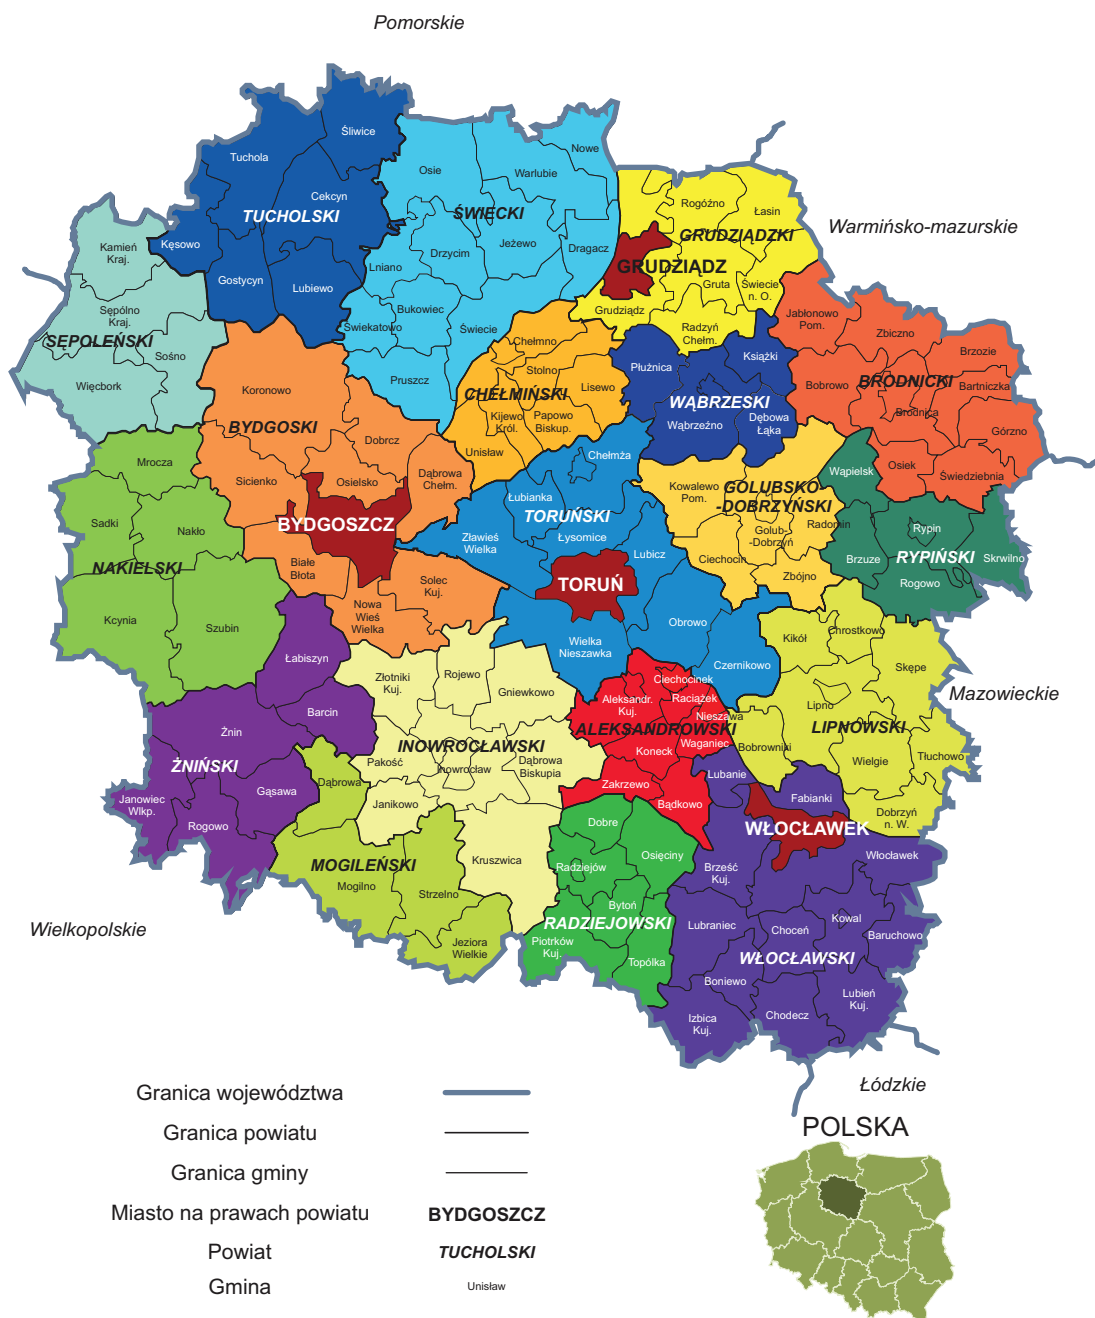 Pomorskie
Śliwice
Tuchola
Nowe
Osie
Warlubie
Cekcyn
Rogóźno
Łasin
TUCHOLSKI
ŚWIECKI
Warmińsko-mazurskie
Kęsowo
GRUDZIĄDZKI
Kamień
Kraj.
Drzycim
Jeżewo
Dragacz
Lniano
GRUDZIĄDZ
Gostycyn
Lubiewo
Gruta
Świecie
n. O.
Sępólno
Kraj.
Bukowiec
Grudziądz
Jabłonowo
Pom.
Świekatowo
Świecie
Radzyń
Chełm.
Zbiczno
SĘPOLEŃSKI
Sośno
Chełmno
Książki
Brzozie
Więcbork
Pruszcz
Stolno
Płużnica
Bobrowo
BRODNICKI
Bartniczka
Koronowo
CHEŁMIŃSKI
Lisewo
WĄBRZESKI
Brodnica
Kijewo
Król.
Papowo
Biskup.
Wąbrzeźno
Dębowa
Łąka
Górzno
BYDGOSKI
Dobrcz
Unisław
Chełmża
Osiek
Świedziebnia
Mrocza
Sicienko
Osielsko
Dąbrowa
Chełm.
Wąpielsk
Kowalewo
Pom.
GOLUBSKO-
-DOBRZYŃSKI
Łubianka
Sadki
Nakło
BYDGOSZCZ
TORUŃSKI
Radomin
Rypin
Zławieś
Wielka
Łysomice
Golub-
-Dobrzyń
Lubicz
Brzuze
RYPIŃSKI
Skrwilno
NAKIELSKI
Białe
Błota
Solec
Kuj.
TORUŃ
Ciechocin
Zbójno
Rogowo
Kcynia
Szubin
Nowa
Wieś
Wielka
Obrowo
Chrostkowo
Wielka
Nieszawka
Kikół
Łabiszyn
Rojewo
Czernikowo
Skępe
Złotniki
Kuj.
Gniewkowo
Ciechocinek
Aleksandr.
Kuj.
Raciążek
Mazowieckie
Barcin
Nieszawa
Lipno
Żnin
ALEKSANDROWSKI
LIPNOWSKI
INOWROCŁAWSKI
Waganiec
Bobrowniki
Tłuchowo
ŻNIŃSKI
Pakość
Inowrocław
Dąbrowa
Biskupia
Koneck
Wielgie
Dąbrowa
Zakrzewo
Lubanie
Gąsawa
Janowiec
Wlkp.
Janikowo
Bądkowo
Fabianki
Dobrzyń
n. W.
Rogowo
Dobre
WŁOCŁAWEK
Kruszwica
Osięciny
Włocławek
MOGILEŃSKI
Radziejów
Brześć
Kuj.
Mogilno
Strzelno
Bytoń
Kowal
RADZIEJOWSKI
Lubraniec
Choceń
Baruchowo
Wielkopolskie
Jeziora
Wielkie
Piotrków
Kuj.
Topólka
WŁOCŁAWSKI
Boniewo
Lubień
Kuj.
Izbica
Kuj.
Chodecz
Łódzkie
Granica województwa
POLSKA
Granica powiatu
Granica gminy
Miasto na prawach powiatu BYDGOSZCZ
Powiat TUCHOLSKI
Gmina Unisław